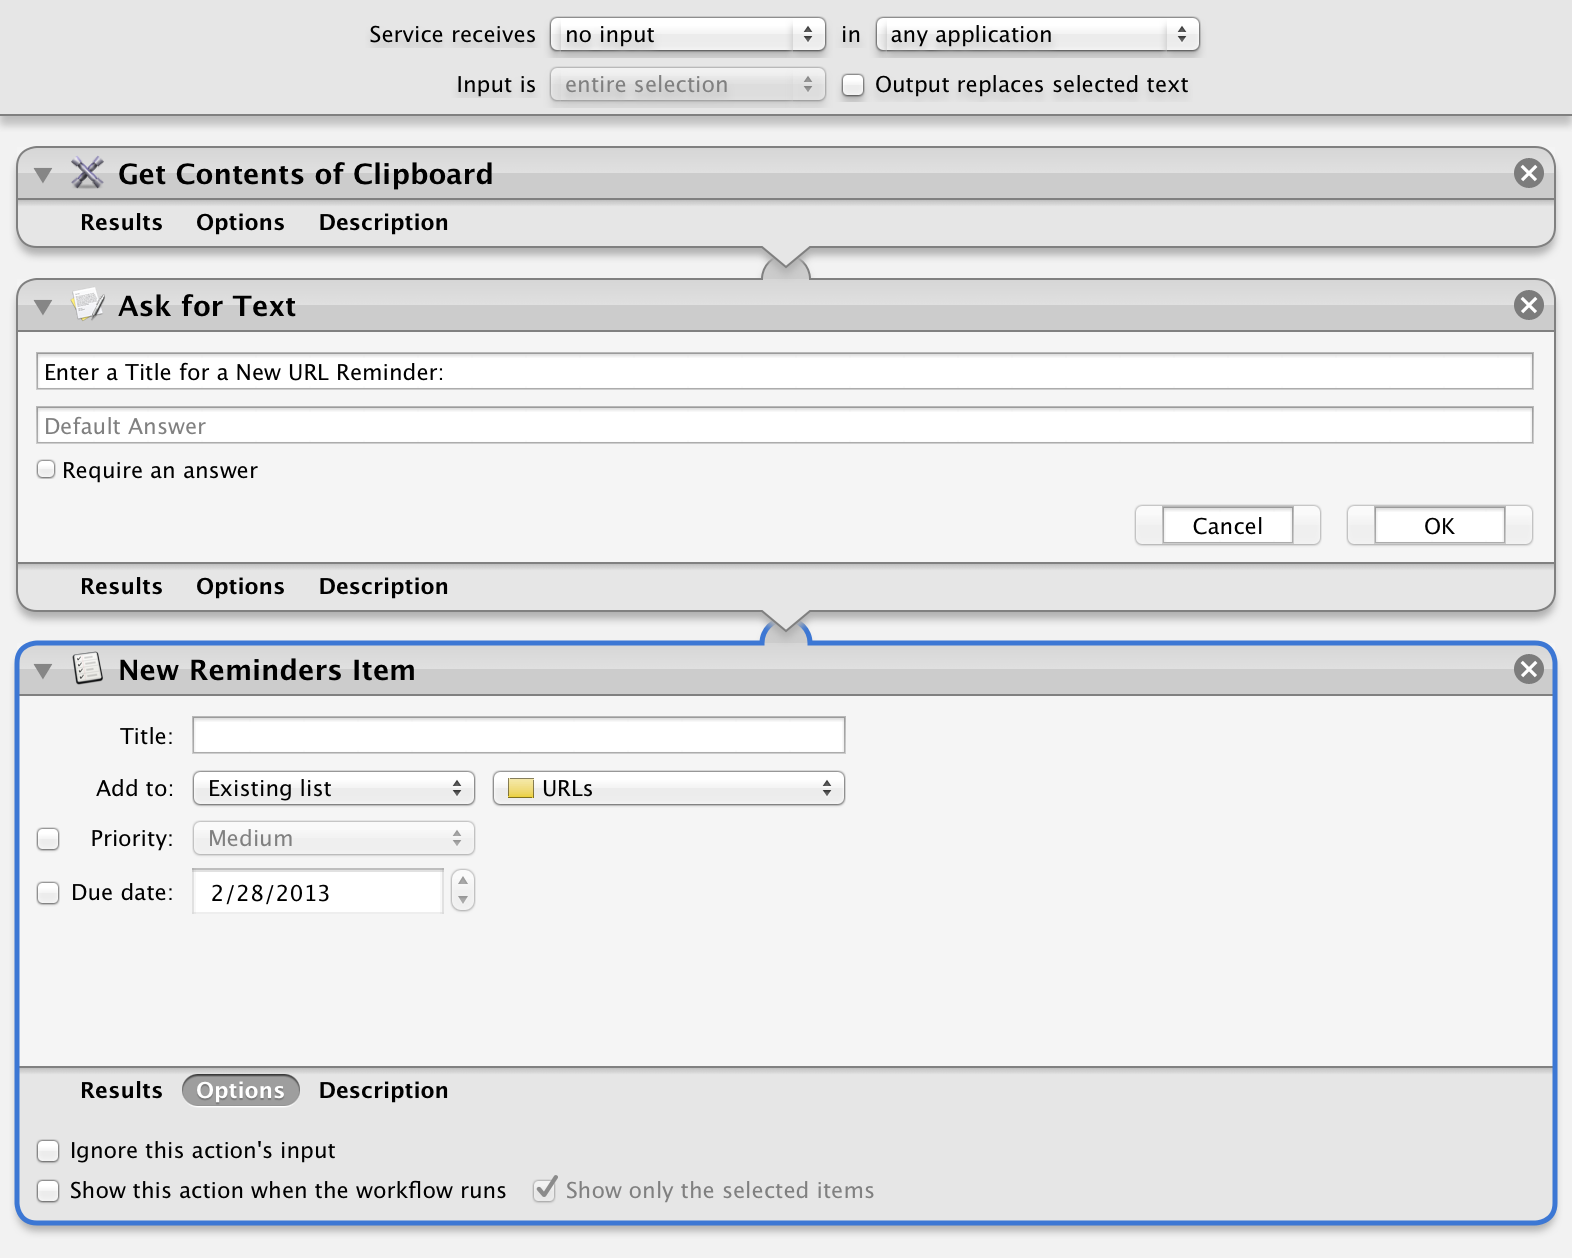 Service receives no input in any application
Input is entire selection Output replaces selected text
Get Contents of Clipboard
Results Options Description
Ask for Text
Enter a Title for a New URL Reminder:
Default Answer
Require an answer
Cancel OK
Results Options Description
New Reminders Item
Title:
Add to: Existing list URLs
Priority: Medium
Due date: 2/28/2013
Results Options Description
Ignore this action's input
Show this action when the workflow runs Show only the selected items